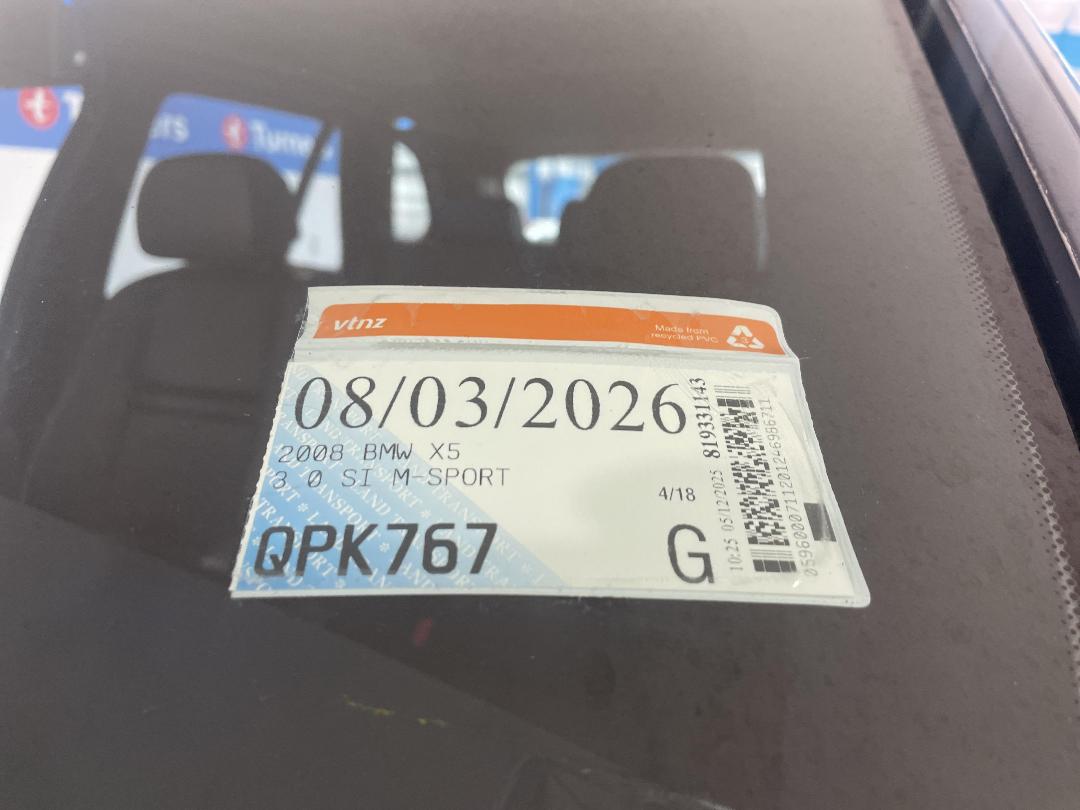 Turners
vtnz
Made from
recycled PVC
08/03/2026
2008 BMW X5
3.0 SI M-SPORT
4/18
QPK767
G
819331143
10:25 05/12/2025